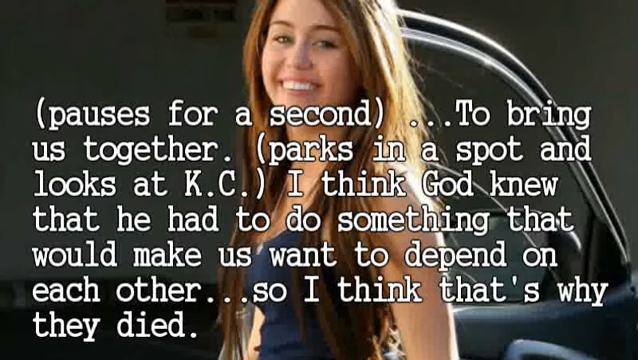 (pauses for a second) ...To bring
us together. (parks in a spot and
looks at K.C.) I think God knew
that he had to do something that
would make us want to depend on
each other...so I think that's why
they died.